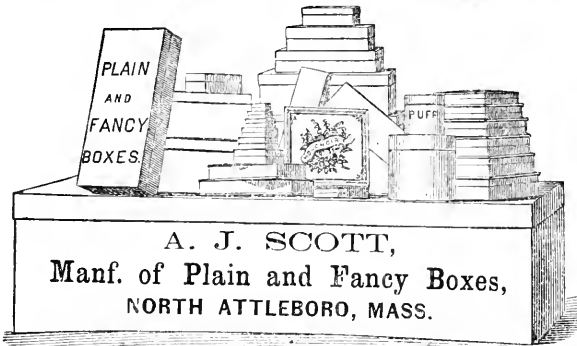 PLAIN
AND
FANCY
BOXES.
PUFF
A. J. SCOTT,
Manf. of Plain and Fancy Boxes,
NORTH ATTLEBORO, MASS.